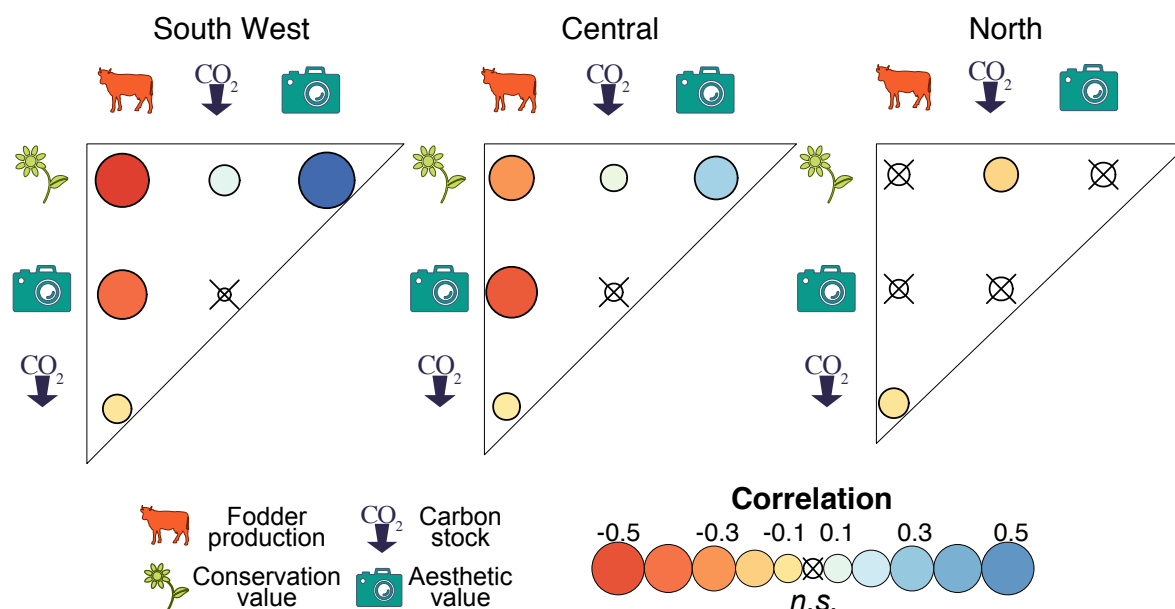 South West
Central
North
CO2
CO2
CO2
CO2
CO2
CO2
Correlation
-0.5 -0.3 -0.1 0.1 0.3 0.5
n.s.
Fodder
production
CO2
Carbon
stock
Conservation
value
Aesthetic
value